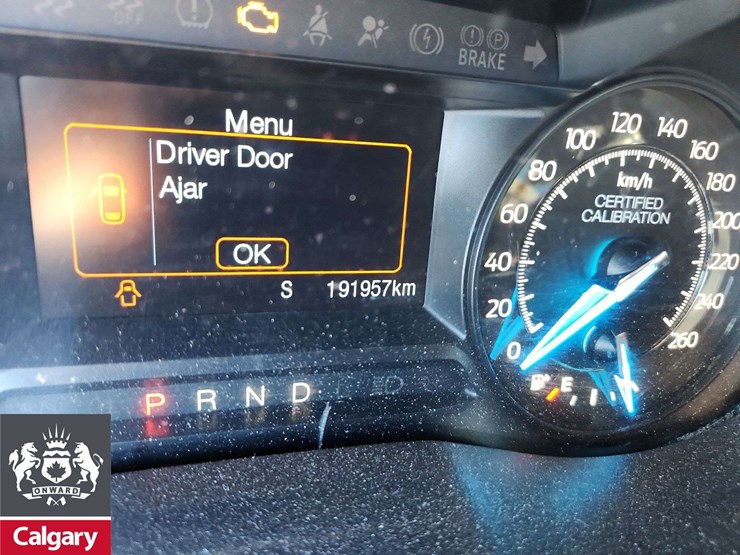 OFF
BRAKE
Menu
Driver Door
Ajar
OK
S 191957km
P R N D
0
20
40
60
80
100
120
140
160
180
200
220
240
260
km/h
CERTIFIED
CALIBRATION
E
ONWARD
Calgary